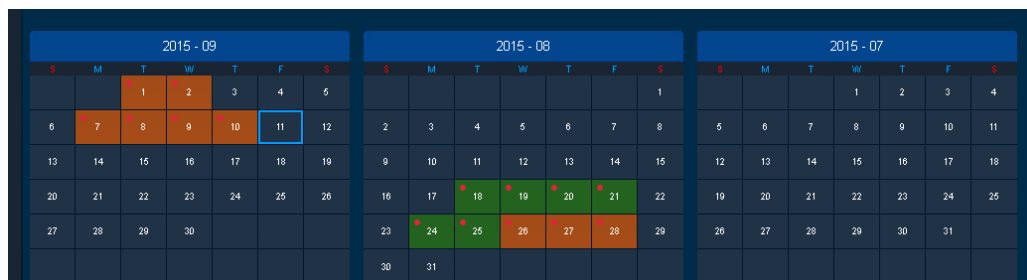 2015 - 09
S M T W T F S
1 2 3 4 5
6 7 8 9 10 11 12
13 14 15 16 17 18 19
20 21 22 23 24 25 26
27 28 29 30
2015 - 08
S M T W T F S
1
2 3 4 5 6 7 8
9 10 11 12 13 14 15
16 17 18 19 20 21 22
23 24 25 26 27 28 29
30 31
2015 - 07
S M T W T F S
1 2 3 4
5 6 7 8 9 10 11
12 13 14 15 16 17 18
19 20 21 22 23 24 25
26 27 28 29 30 31